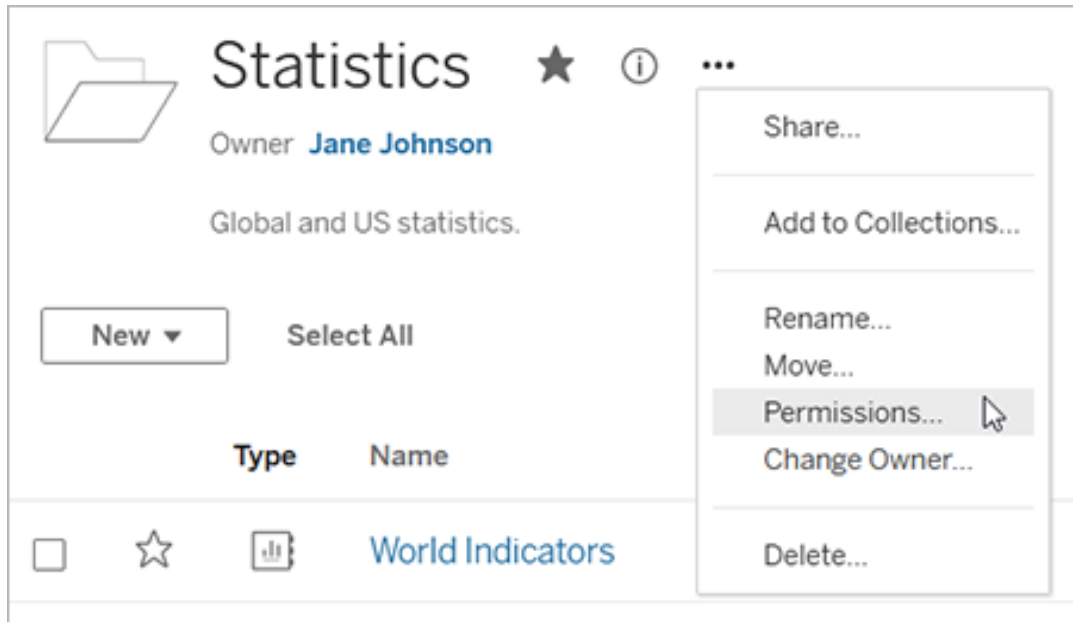 Statistics
Owner Jane Johnson
Global and US statistics.
New
Select All
Type Name
World Indicators
Share...
Add to Collections...
Rename...
Move...
Permissions...
Change Owner...
Delete...